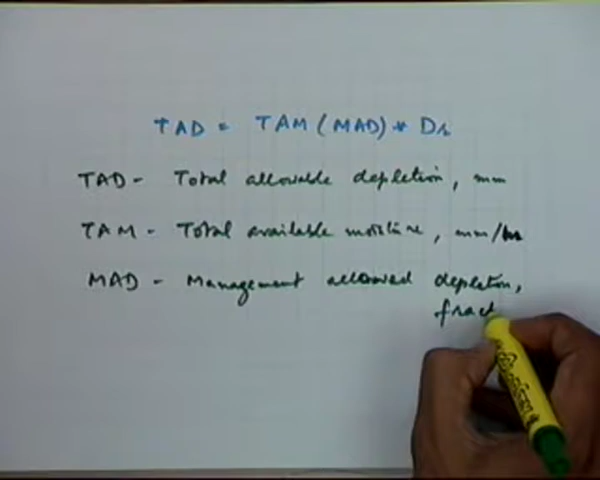 TAD = TAM (MAD) * Dr
TAD - Total allowable depletion, mm
TAM - Total available moisture, mm/m
MAD - Management allowed depletion,
fract